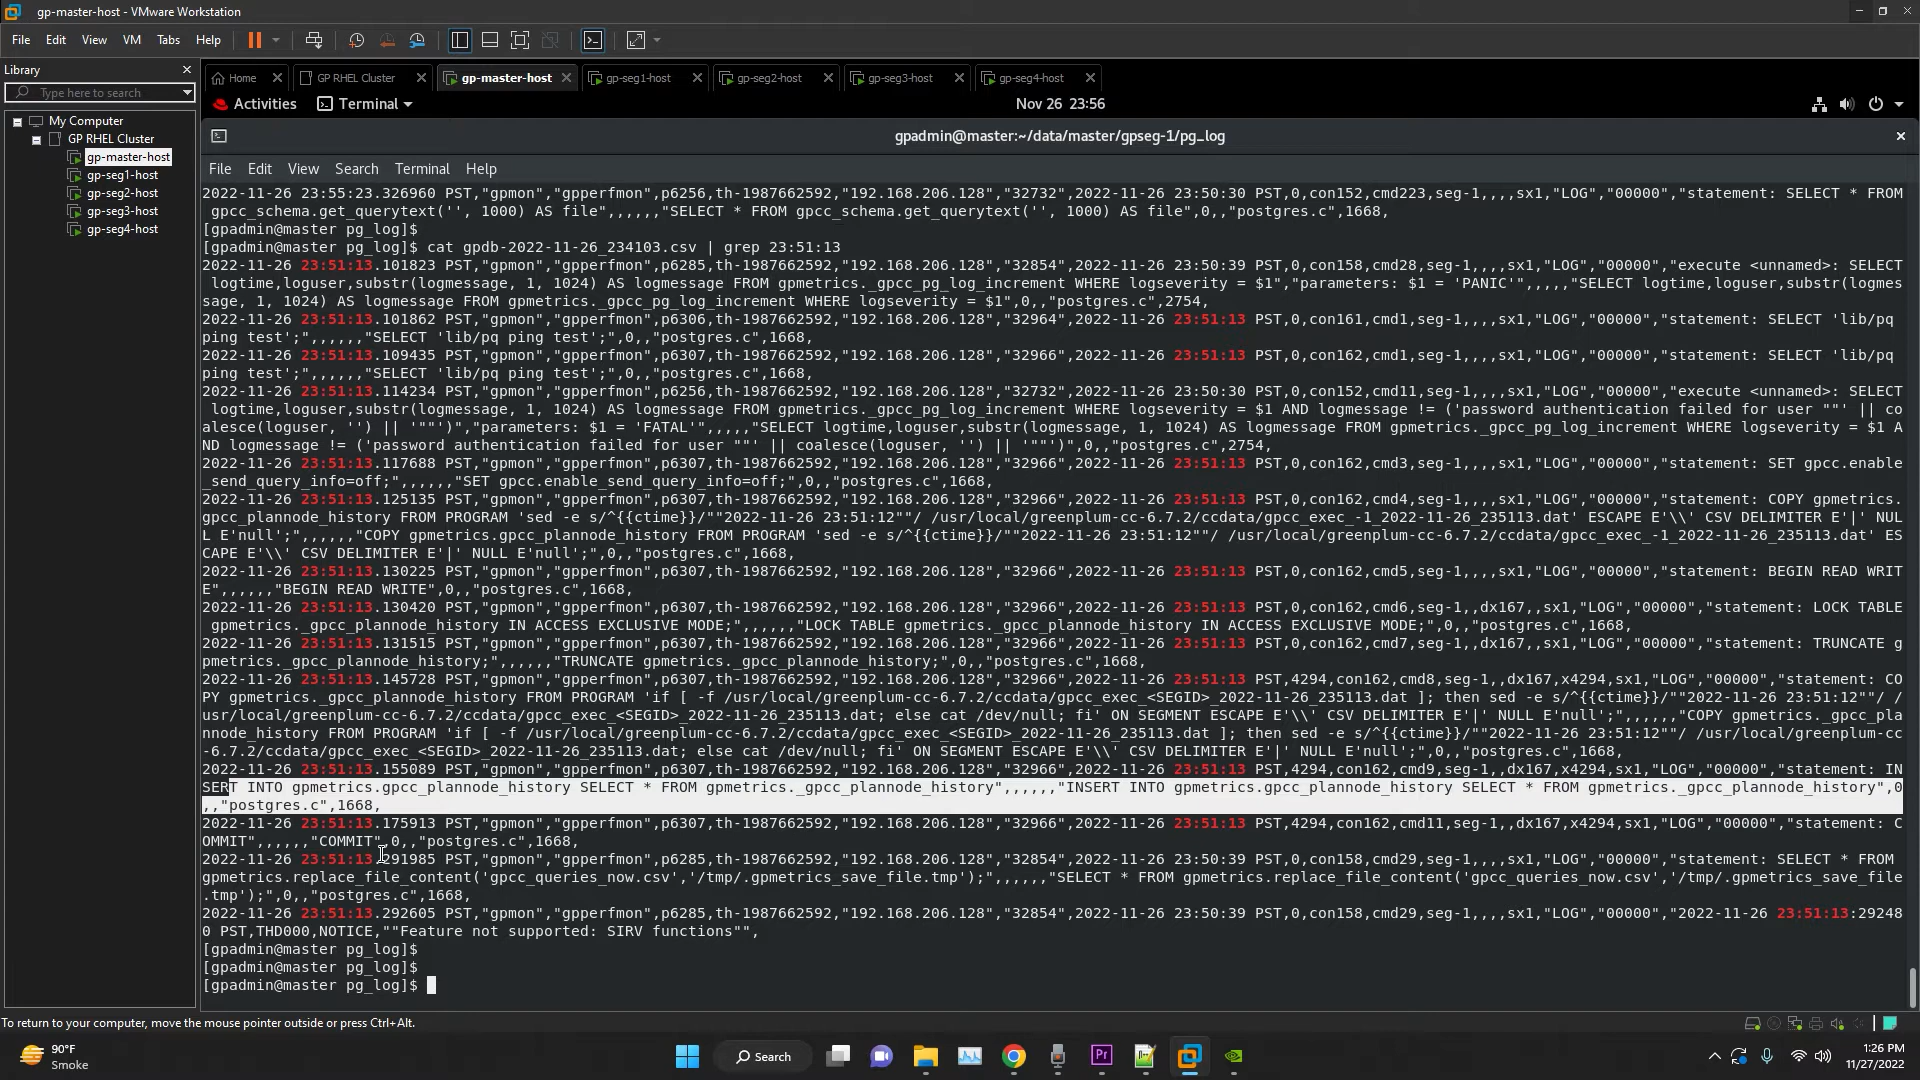 gp-master-host - VMware Workstation
File Edit View VM Tabs Help
Library
Type here to search
My Computer
GP RHEL Cluster
gp-master-host
gp-seg1-host
gp-seg2-host
gp-seg3-host
gp-seg4-host
Home GP RHEL Cluster gp-master-host gp-seg1-host gp-seg2-host gp-seg3-host gp-seg4-host
Activities Terminal Nov 26 23:56
gpadmin@master:~/data/master/gpseg-1/pg_log
File Edit View Search Terminal Help
2022-11-26 23:55:23.326960 PST,"gpmon","gpperfmon",p6256,th-1987662592,"192.168.206.128","32732",2022-11-26 23:50:30 PST,0,con152,cmd223,seg-1,,,,sx1,"LOG","00000","statement: SELECT * FROM
gpcc_schema.get_querytext('', 1000) AS file",,,,,,"SELECT * FROM gpcc_schema.get_querytext('', 1000) AS file",0,,"postgres.c",1668,
[gpadmin@master pg_log]$
[gpadmin@master pg_log]$ cat gpdb-2022-11-26_234103.csv | grep 23:51:13
2022-11-26 23:51:13.101823 PST,"gpmon","gpperfmon",p6285,th-1987662592,"192.168.206.128","32854",2022-11-26 23:50:39 PST,0,con158,cmd28,seg-1,,,,sx1,"LOG","00000","execute <unnamed>: SELECT
logtime,loguser,substr(logmessage, 1, 1024) AS logmessage FROM gpmetrics._gpcc_pg_log_increment WHERE logseverity = $1","parameters: $1 = 'PANIC'",,,,,"SELECT logtime,loguser,substr(logmes
sage, 1, 1024) AS logmessage FROM gpmetrics._gpcc_pg_log_increment WHERE logseverity = $1",0,,"postgres.c",2754,
2022-11-26 23:51:13.101862 PST,"gpmon","gpperfmon",p6306,th-1987662592,"192.168.206.128","32964",2022-11-26 23:51:13 PST,0,con161,cmd1,seg-1,,,,sx1,"LOG","00000","statement: SELECT 'lib/pq
ping test';",,,,,,"SELECT 'lib/pq ping test';",0,,"postgres.c",1668,
2022-11-26 23:51:13.109435 PST,"gpmon","gpperfmon",p6307,th-1987662592,"192.168.206.128","32966",2022-11-26 23:51:13 PST,0,con162,cmd1,seg-1,,,,sx1,"LOG","00000","statement: SELECT 'lib/pq
ping test';",,,,,,"SELECT 'lib/pq ping test';",0,,"postgres.c",1668,
2022-11-26 23:51:13.114234 PST,"gpmon","gpperfmon",p6256,th-1987662592,"192.168.206.128","32732",2022-11-26 23:50:30 PST,0,con152,cmd11,seg-1,,,,sx1,"LOG","00000","execute <unnamed>: SELECT
logtime,loguser,substr(logmessage, 1, 1024) AS logmessage FROM gpmetrics._gpcc_pg_log_increment WHERE logseverity = $1 AND logmessage != ('password authentication failed for user ""' || co
alesce(loguser, '') || '""')","parameters: $1 = 'FATAL'",,,,,"SELECT logtime,loguser,substr(logmessage, 1, 1024) AS logmessage FROM gpmetrics._gpcc_pg_log_increment WHERE logseverity = $1 A
ND logmessage != ('password authentication failed for user ""' || coalesce(loguser, '') || '""')",0,,"postgres.c",2754,
2022-11-26 23:51:13.117688 PST,"gpmon","gpperfmon",p6307,th-1987662592,"192.168.206.128","32966",2022-11-26 23:51:13 PST,0,con162,cmd3,seg-1,,,,sx1,"LOG","00000","statement: SET gpcc.enable
_send_query_info=off;",,,,,,"SET gpcc.enable_send_query_info=off;",0,,"postgres.c",1668,
2022-11-26 23:51:13.125135 PST,"gpmon","gpperfmon",p6307,th-1987662592,"192.168.206.128","32966",2022-11-26 23:51:13 PST,0,con162,cmd4,seg-1,,,,sx1,"LOG","00000","statement: COPY gpmetrics.
gpcc_plannode_history FROM PROGRAM 'sed -e s/^{{ctime}}/""2022-11-26 23:51:12""/ /usr/local/greenplum-cc-6.7.2/ccdata/gpcc_exec_-1_2022-11-26_235113.dat' ESCAPE E'\\' CSV DELIMITER E'|' NUL
L E'null';",,,,,,"COPY gpmetrics.gpcc_plannode_history FROM PROGRAM 'sed -e s/^{{ctime}}/""2022-11-26 23:51:12""/ /usr/local/greenplum-cc-6.7.2/ccdata/gpcc_exec_-1_2022-11-26_235113.dat' ES
CAPE E'\\' CSV DELIMITER E'|' NULL E'null';",0,,"postgres.c",1668,
2022-11-26 23:51:13.130225 PST,"gpmon","gpperfmon",p6307,th-1987662592,"192.168.206.128","32966",2022-11-26 23:51:13 PST,0,con162,cmd5,seg-1,,,,sx1,"LOG","00000","statement: BEGIN READ WRIT
E",,,,,,"BEGIN READ WRITE",0,,"postgres.c",1668,
2022-11-26 23:51:13.130420 PST,"gpmon","gpperfmon",p6307,th-1987662592,"192.168.206.128","32966",2022-11-26 23:51:13 PST,0,con162,cmd6,seg-1,,dx167,,sx1,"LOG","00000","statement: LOCK TABLE
gpmetrics._gpcc_plannode_history IN ACCESS EXCLUSIVE MODE;",,,,,,"LOCK TABLE gpmetrics._gpcc_plannode_history IN ACCESS EXCLUSIVE MODE;",0,,"postgres.c",1668,
2022-11-26 23:51:13.131515 PST,"gpmon","gpperfmon",p6307,th-1987662592,"192.168.206.128","32966",2022-11-26 23:51:13 PST,0,con162,cmd7,seg-1,,dx167,,sx1,"LOG","00000","statement: TRUNCATE g
pmetrics._gpcc_plannode_history;",,,,,,"TRUNCATE gpmetrics._gpcc_plannode_history;",0,,"postgres.c",1668,
2022-11-26 23:51:13.145728 PST,"gpmon","gpperfmon",p6307,th-1987662592,"192.168.206.128","32966",2022-11-26 23:51:13 PST,4294,con162,cmd8,seg-1,,dx167,x4294,sx1,"LOG","00000","statement: CO
PY gpmetrics._gpcc_plannode_history FROM PROGRAM 'if [ -f /usr/local/greenplum-cc-6.7.2/ccdata/gpcc_exec_<SEGID>_2022-11-26_235113.dat ]; then sed -e s/^{{ctime}}/""2022-11-26 23:51:12""/ /
usr/local/greenplum-cc-6.7.2/ccdata/gpcc_exec_<SEGID>_2022-11-26_235113.dat; else cat /dev/null; fi' ON SEGMENT ESCAPE E'\\' CSV DELIMITER E'|' NULL E'null';",,,,,,"COPY gpmetrics._gpcc_pla
nnode_history FROM PROGRAM 'if [ -f /usr/local/greenplum-cc-6.7.2/ccdata/gpcc_exec_<SEGID>_2022-11-26_235113.dat ]; then sed -e s/^{{ctime}}/""2022-11-26 23:51:12""/ /usr/local/greenplum-cc
-6.7.2/ccdata/gpcc_exec_<SEGID>_2022-11-26_235113.dat; else cat /dev/null; fi' ON SEGMENT ESCAPE E'\\' CSV DELIMITER E'|' NULL E'null';",0,,"postgres.c",1668,
2022-11-26 23:51:13.155089 PST,"gpmon","gpperfmon",p6307,th-1987662592,"192.168.206.128","32966",2022-11-26 23:51:13 PST,4294,con162,cmd9,seg-1,,dx167,x4294,sx1,"LOG","00000","statement: IN
SERT INTO gpmetrics.gpcc_plannode_history SELECT * FROM gpmetrics._gpcc_plannode_history",,,,,,"INSERT INTO gpmetrics.gpcc_plannode_history SELECT * FROM gpmetrics._gpcc_plannode_history",0
,,"postgres.c",1668,
2022-11-26 23:51:13.175913 PST,"gpmon","gpperfmon",p6307,th-1987662592,"192.168.206.128","32966",2022-11-26 23:51:13 PST,4294,con162,cmd11,seg-1,,dx167,x4294,sx1,"LOG","00000","statement: C
OMMIT",,,,,,"COMMIT",0,,"postgres.c",1668,
2022-11-26 23:51:13.291985 PST,"gpmon","gpperfmon",p6285,th-1987662592,"192.168.206.128","32854",2022-11-26 23:50:39 PST,0,con158,cmd29,seg-1,,,,sx1,"LOG","00000","statement: SELECT * FROM
gpmetrics.replace_file_content('gpcc_queries_now.csv','/tmp/.gpmetrics_save_file.tmp');",,,,,,"SELECT * FROM gpmetrics.replace_file_content('gpcc_queries_now.csv','/tmp/.gpmetrics_save_file
.tmp');",0,,"postgres.c",1668,
2022-11-26 23:51:13.292605 PST,"gpmon","gpperfmon",p6285,th-1987662592,"192.168.206.128","32854",2022-11-26 23:50:39 PST,0,con158,cmd29,seg-1,,,,sx1,"LOG","00000","2022-11-26 23:51:13:29248
0 PST,THD000,NOTICE,""Feature not supported: SIRV functions"",
[gpadmin@master pg_log]$
[gpadmin@master pg_log]$
[gpadmin@master pg_log]$
To return to your computer, move the mouse pointer outside or press Ctrl+Alt.
90°F
Smoke
Search
Pr
1:26 PM
11/27/2022